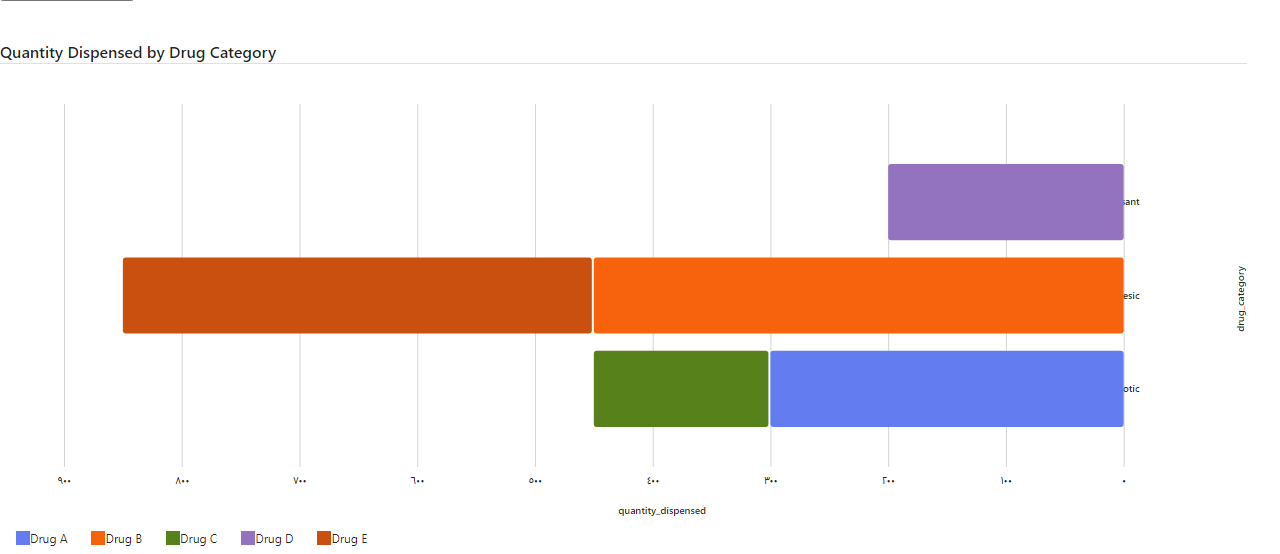 Quantity Dispensed by Drug Category
sant
esic
otic
drug_category
٩٠٠ ٨٠٠ ٧٠٠ ٦٠٠ ٥٠٠ ٤٠٠ ٣٠٠ ٢٠٠ ١٠٠ ٠
quantity_dispensed
Drug A Drug B Drug C Drug D Drug E